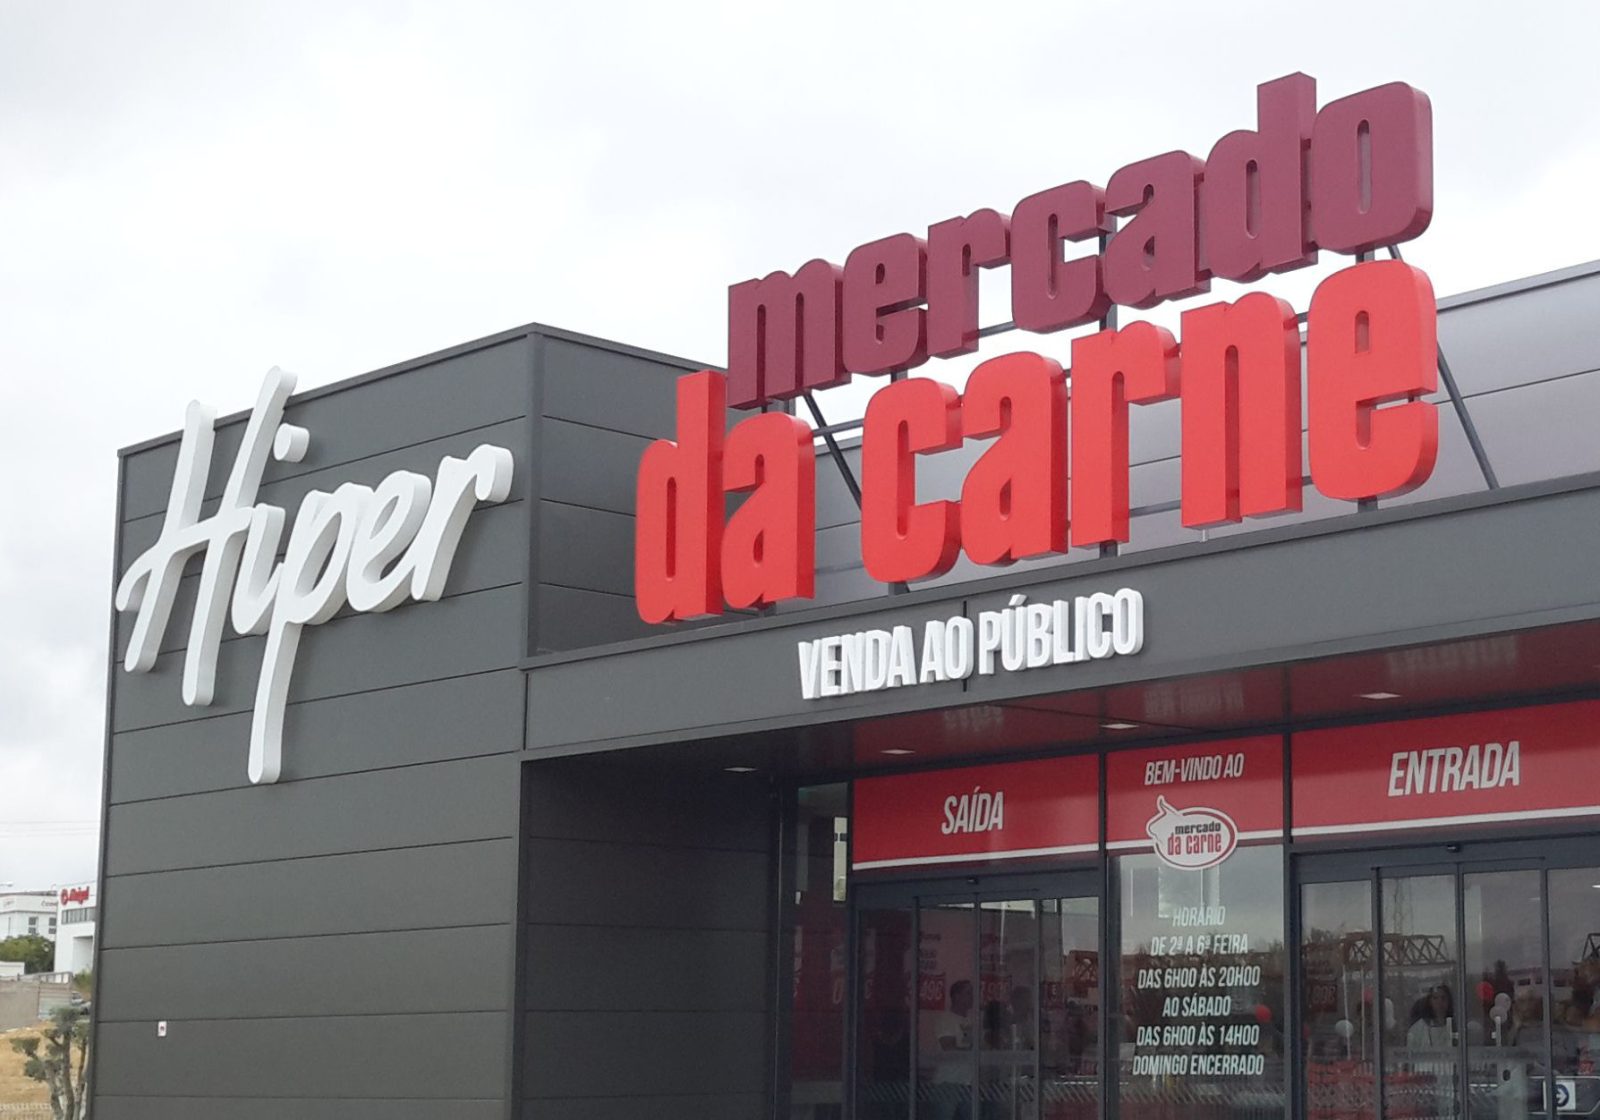 Hiper
mercado
da carne
VENDA AO PÚBLICO
SAÍDA
BEM-VINDO AO
mercado
da carne
ENTRADA
HORÁRIO
DE 2ª A 6ª FEIRA
DAS 6H00 ÀS 20H00
AO SÁBADO
DAS 6H00 ÀS 14H00
DOMINGO ENCERRADO